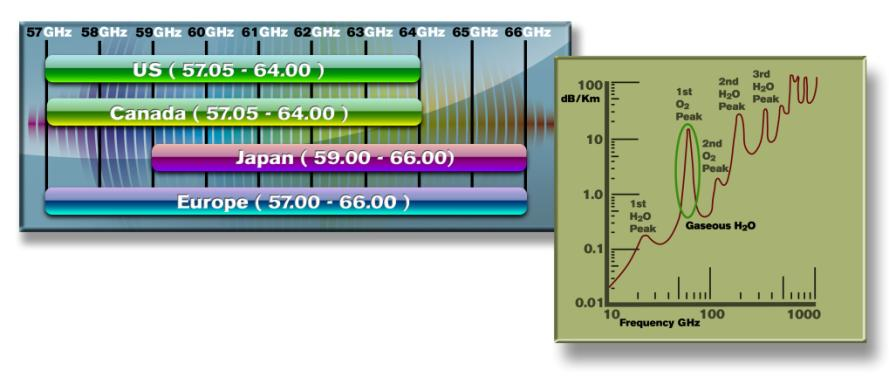 57GHz 58GHz 59GHz 60GHz 61GHz 62GHz 63GHz 64GHz 65GHz 66GHz
US ( 57.05 - 64.00 )
Canada ( 57.05 - 64.00 )
Japan ( 59.00 - 66.00)
Europe ( 57.00 - 66.00 )
100
dB/Km
10
1.0
0.1
0.01
1st
H₂O
Peak
1st
O₂
Peak
2nd
O₂
Peak
2nd
H₂O
Peak
3rd
H₂O
Peak
Gaseous H₂O
10 100 1000
Frequency GHz